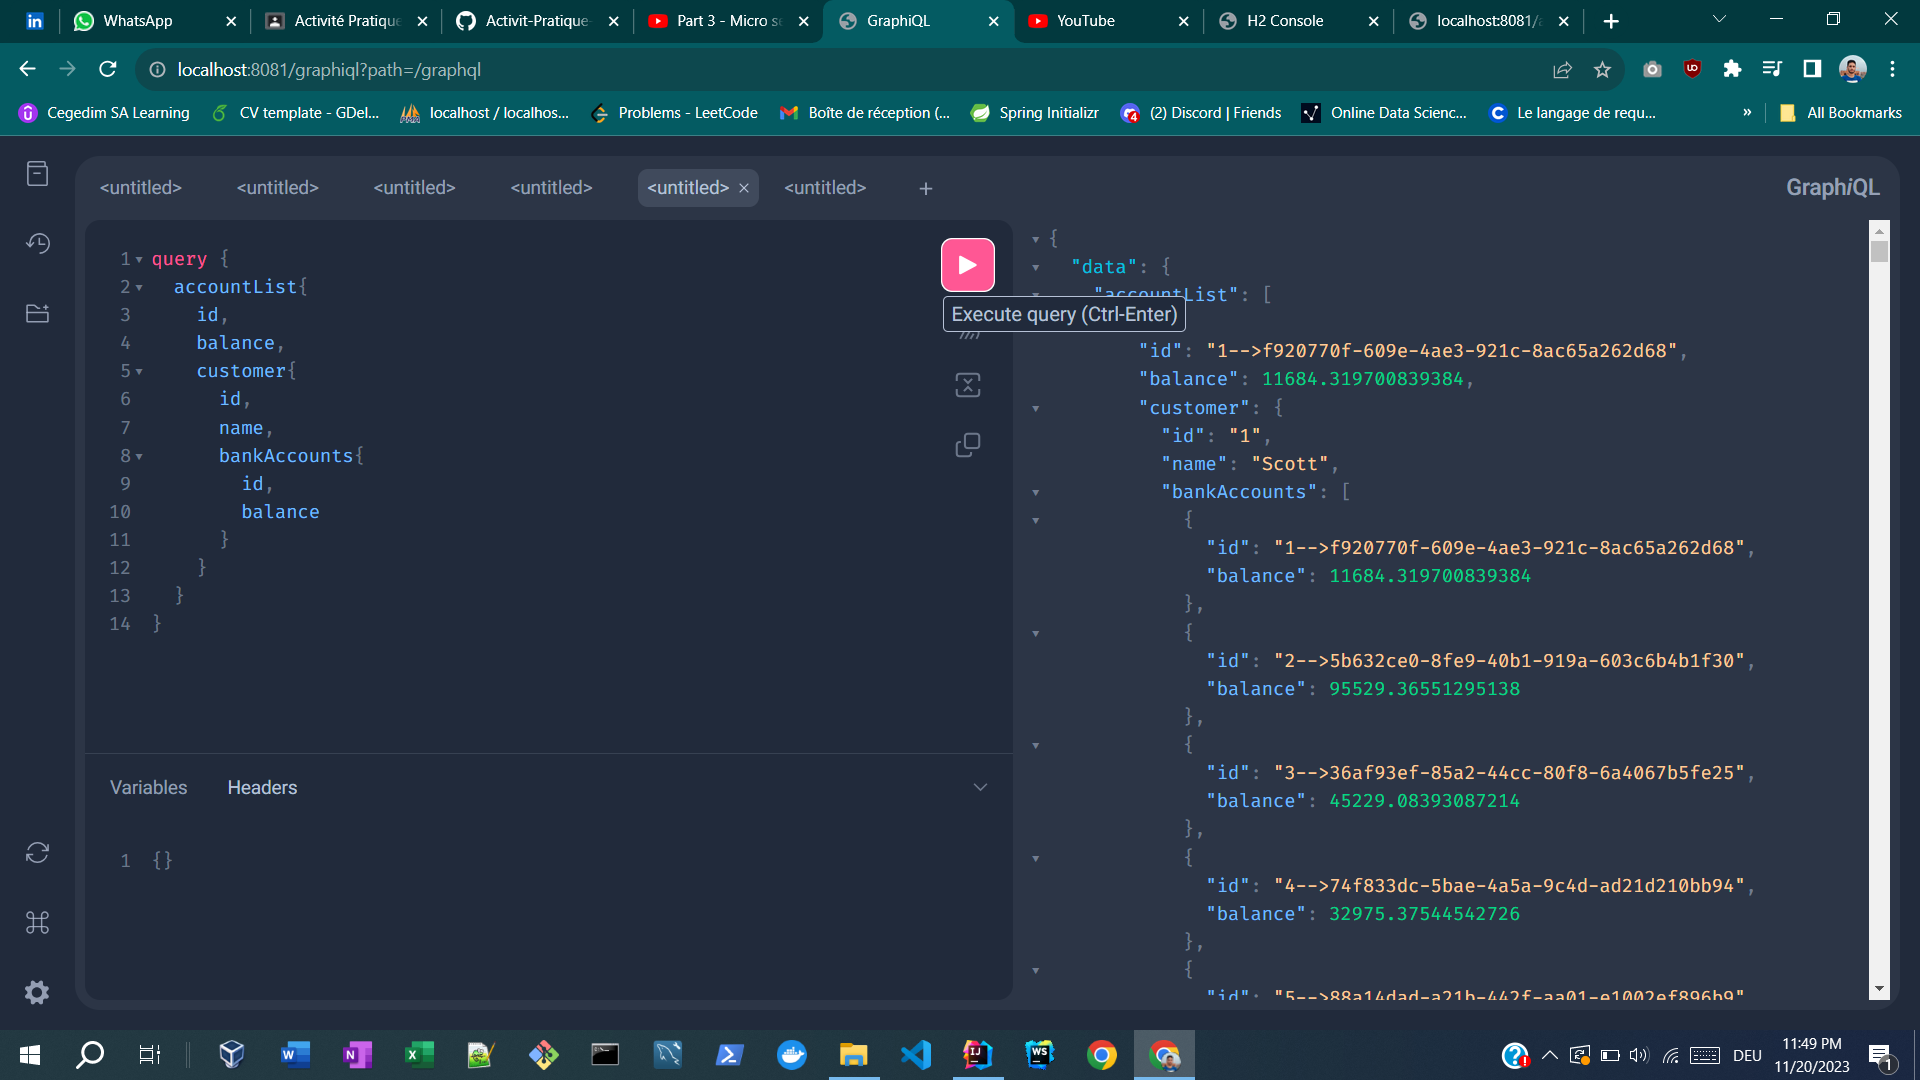 WhatsApp
Activité Pratique
Activit-Pratique-
Part 3 - Micro se
GraphiQL
YouTube
H2 Console
localhost:8081/a
localhost:8081/graphiql?path=/graphql
Cegedim SA Learning
CV template - GDel...
localhost / localhos...
Problems - LeetCode
Boîte de réception (...
Spring Initializr
(2) Discord | Friends
Online Data Scienc...
Le langage de requ...
»
All Bookmarks
<untitled>
<untitled>
<untitled>
<untitled>
<untitled>
<untitled>
GraphiQL
1 query {
2 accountList{
3 id,
4 balance,
5 customer{
6 id,
7 name,
8 bankAccounts{
9 id,
10 balance
11 }
12 }
13 }
14 }
Execute query (Ctrl-Enter)
Variables
Headers
1 {}
{
"data": {
"accountList": [
"id": "1-->f920770f-609e-4ae3-921c-8ac65a262d68",
"balance": 11684.319700839384,
"customer": {
"id": "1",
"name": "Scott",
"bankAccounts": [
{
"id": "1-->f920770f-609e-4ae3-921c-8ac65a262d68",
"balance": 11684.319700839384
},
{
"id": "2-->5b632ce0-8fe9-40b1-919a-603c6b4b1f30",
"balance": 95529.36551295138
},
{
"id": "3-->36af93ef-85a2-44cc-80f8-6a4067b5fe25",
"balance": 45229.08393087214
},
{
"id": "4-->74f833dc-5bae-4a5a-9c4d-ad21d210bb94",
"balance": 32975.37544542726
},
{
"id": "5-->88a14dad-a21b-442f-aa01-e1002ef896b9"
DEU
11:49 PM
11/20/2023
1